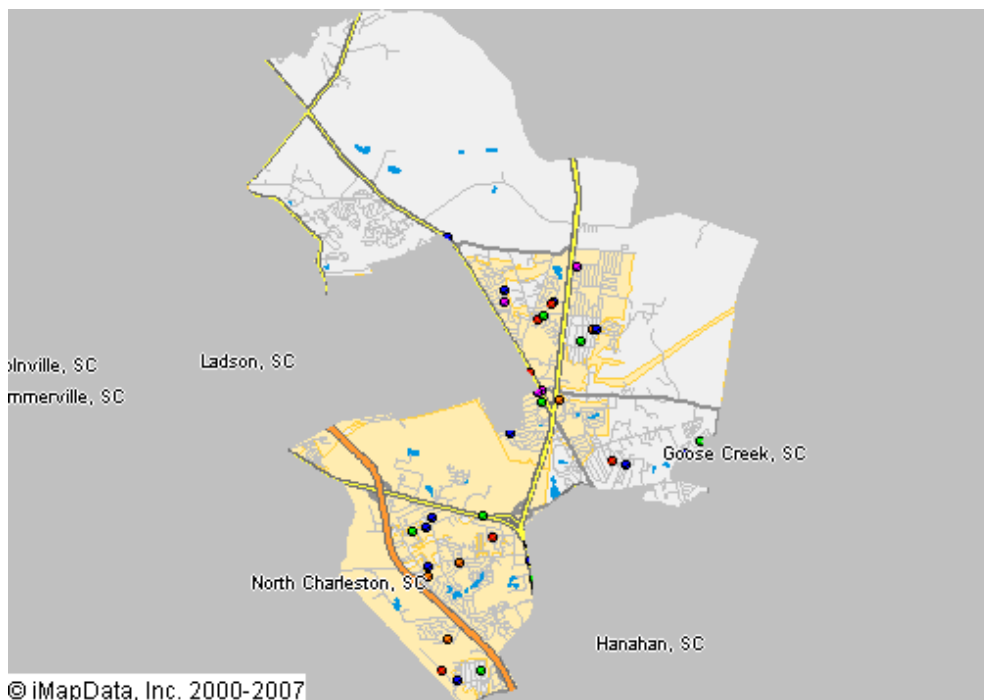 olnville, SC
Ladson, SC
mmerville, SC
Goose Creek, SC
North Charleston, SC
Hanahan, SC
© iMapData, Inc. 2000-2007